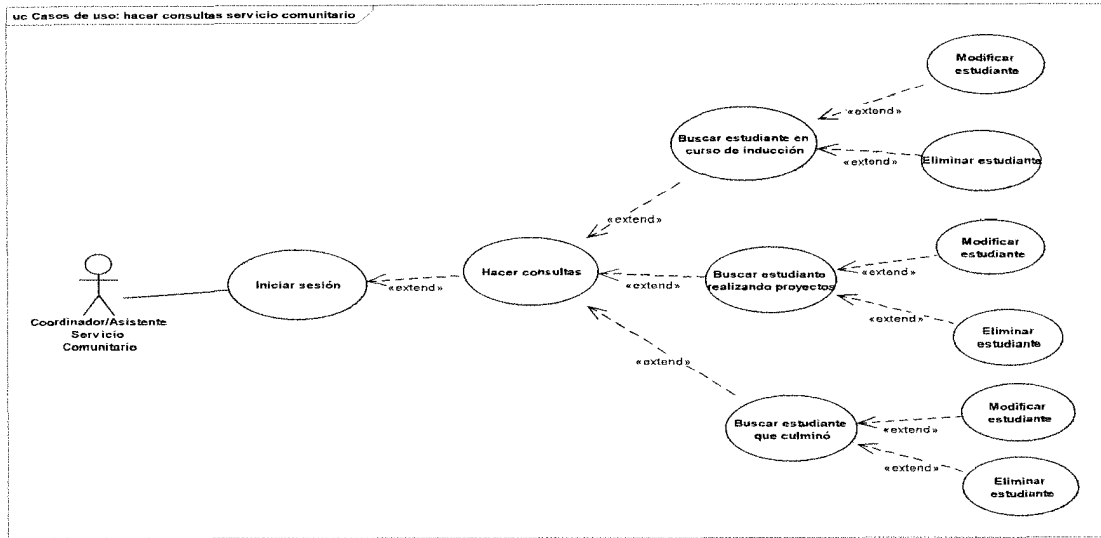 uc Casos de uso: hacer consultas servicio comunitario
Modificar
estudiante
«extend»
Buscar estudiante en
curso de inducción
«extend»
Eliminar estudiante
«extend»
Modificar
estudiante
Hacer consultas
«extend»
Buscar estudiante
realizando proyectos
«extend»
Iniciar sesión
«extend»
«extend»
Coordinador/Asistente
Servicio
Comunitario
Eliminar
estudiante
«extend»
Modificar
estudiante
Buscar estudiante
que culminó
«extend»
«extend»
Eliminar
estudiante